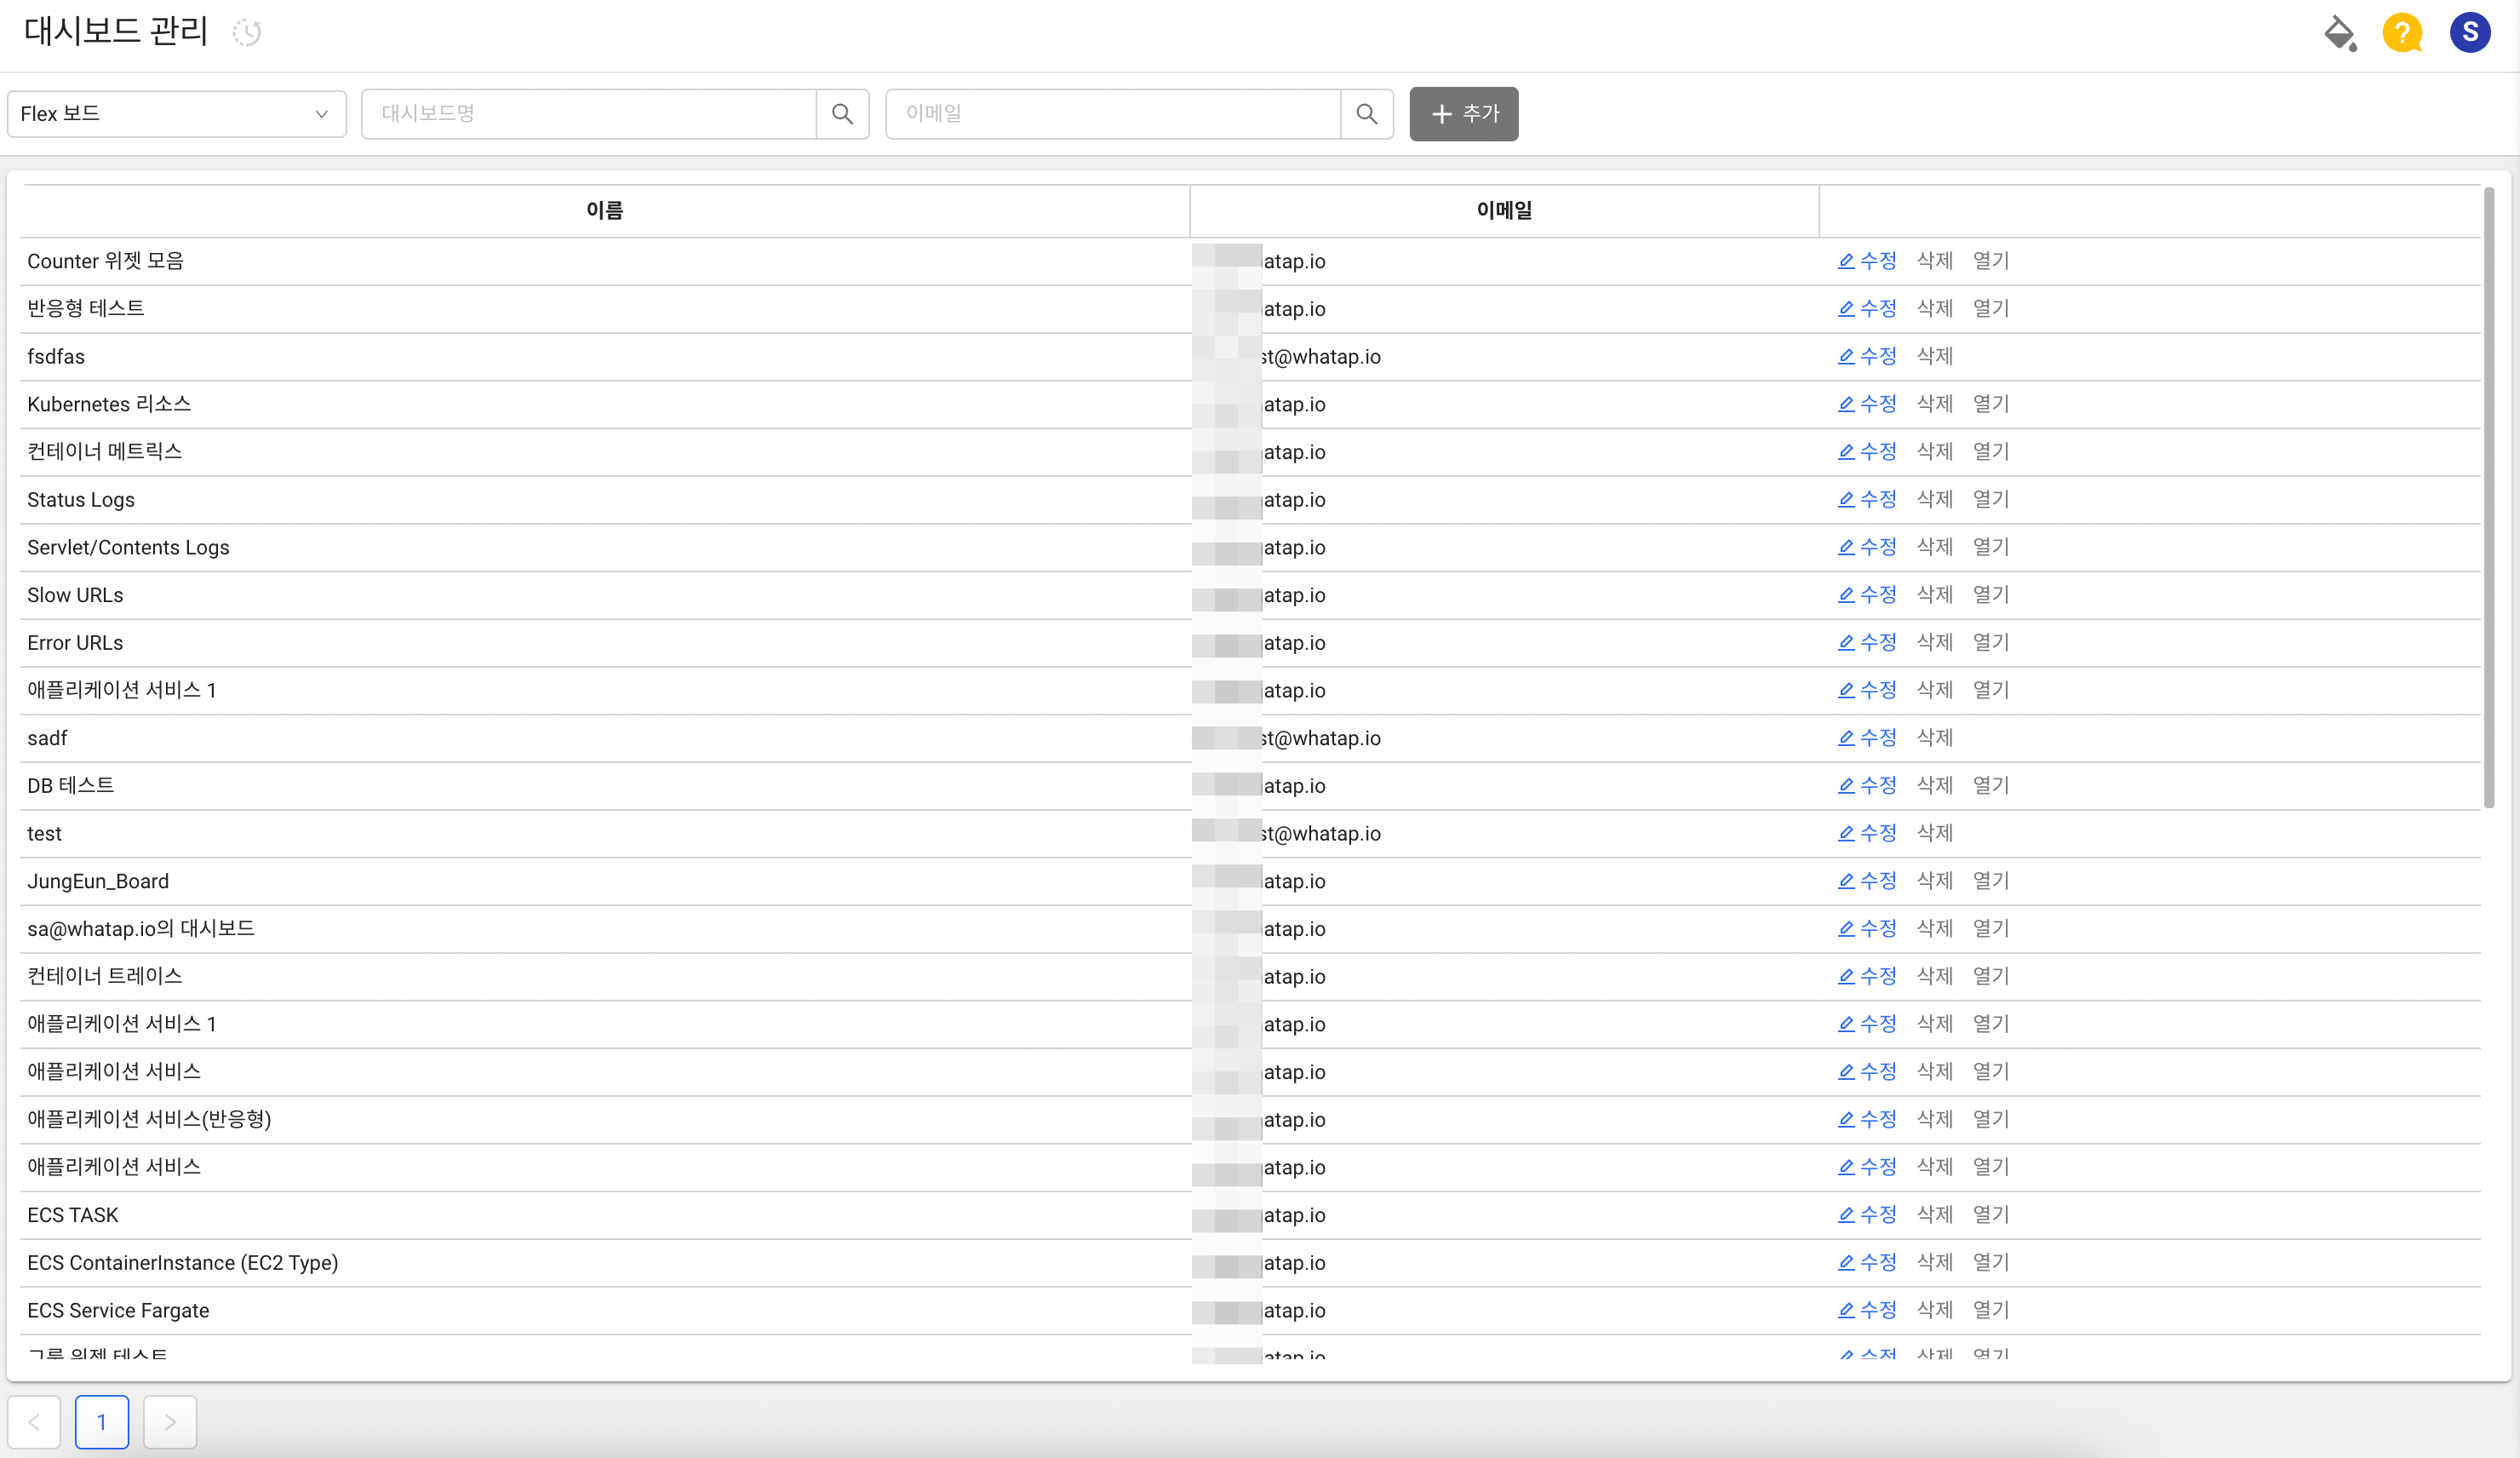 대시보드 관리
? S
Flex 보드 대시보드명 이메일 추가
이름 이메일
Counter 위젯 모음 atap.io 수정 삭제 열기
반응형 테스트 atap.io 수정 삭제 열기
fsdfas st@whatap.io 수정 삭제
Kubernetes 리소스 atap.io 수정 삭제 열기
컨테이너 메트릭스 atap.io 수정 삭제 열기
Status Logs atap.io 수정 삭제 열기
Servlet/Contents Logs atap.io 수정 삭제 열기
Slow URLs atap.io 수정 삭제 열기
Error URLs atap.io 수정 삭제 열기
애플리케이션 서비스 1 atap.io 수정 삭제 열기
sadf st@whatap.io 수정 삭제
DB 테스트 atap.io 수정 삭제 열기
test st@whatap.io 수정 삭제
JungEun_Board atap.io 수정 삭제 열기
sa@whatap.io의 대시보드 atap.io 수정 삭제 열기
컨테이너 트레이스 atap.io 수정 삭제 열기
애플리케이션 서비스 1 atap.io 수정 삭제 열기
애플리케이션 서비스 atap.io 수정 삭제 열기
애플리케이션 서비스(반응형) atap.io 수정 삭제 열기
애플리케이션 서비스 atap.io 수정 삭제 열기
ECS TASK atap.io 수정 삭제 열기
ECS ContainerInstance (EC2 Type) atap.io 수정 삭제 열기
ECS Service Fargate atap.io 수정 삭제 열기
그룹 위젯 테스트 atap.io 수정 삭제 열기
1